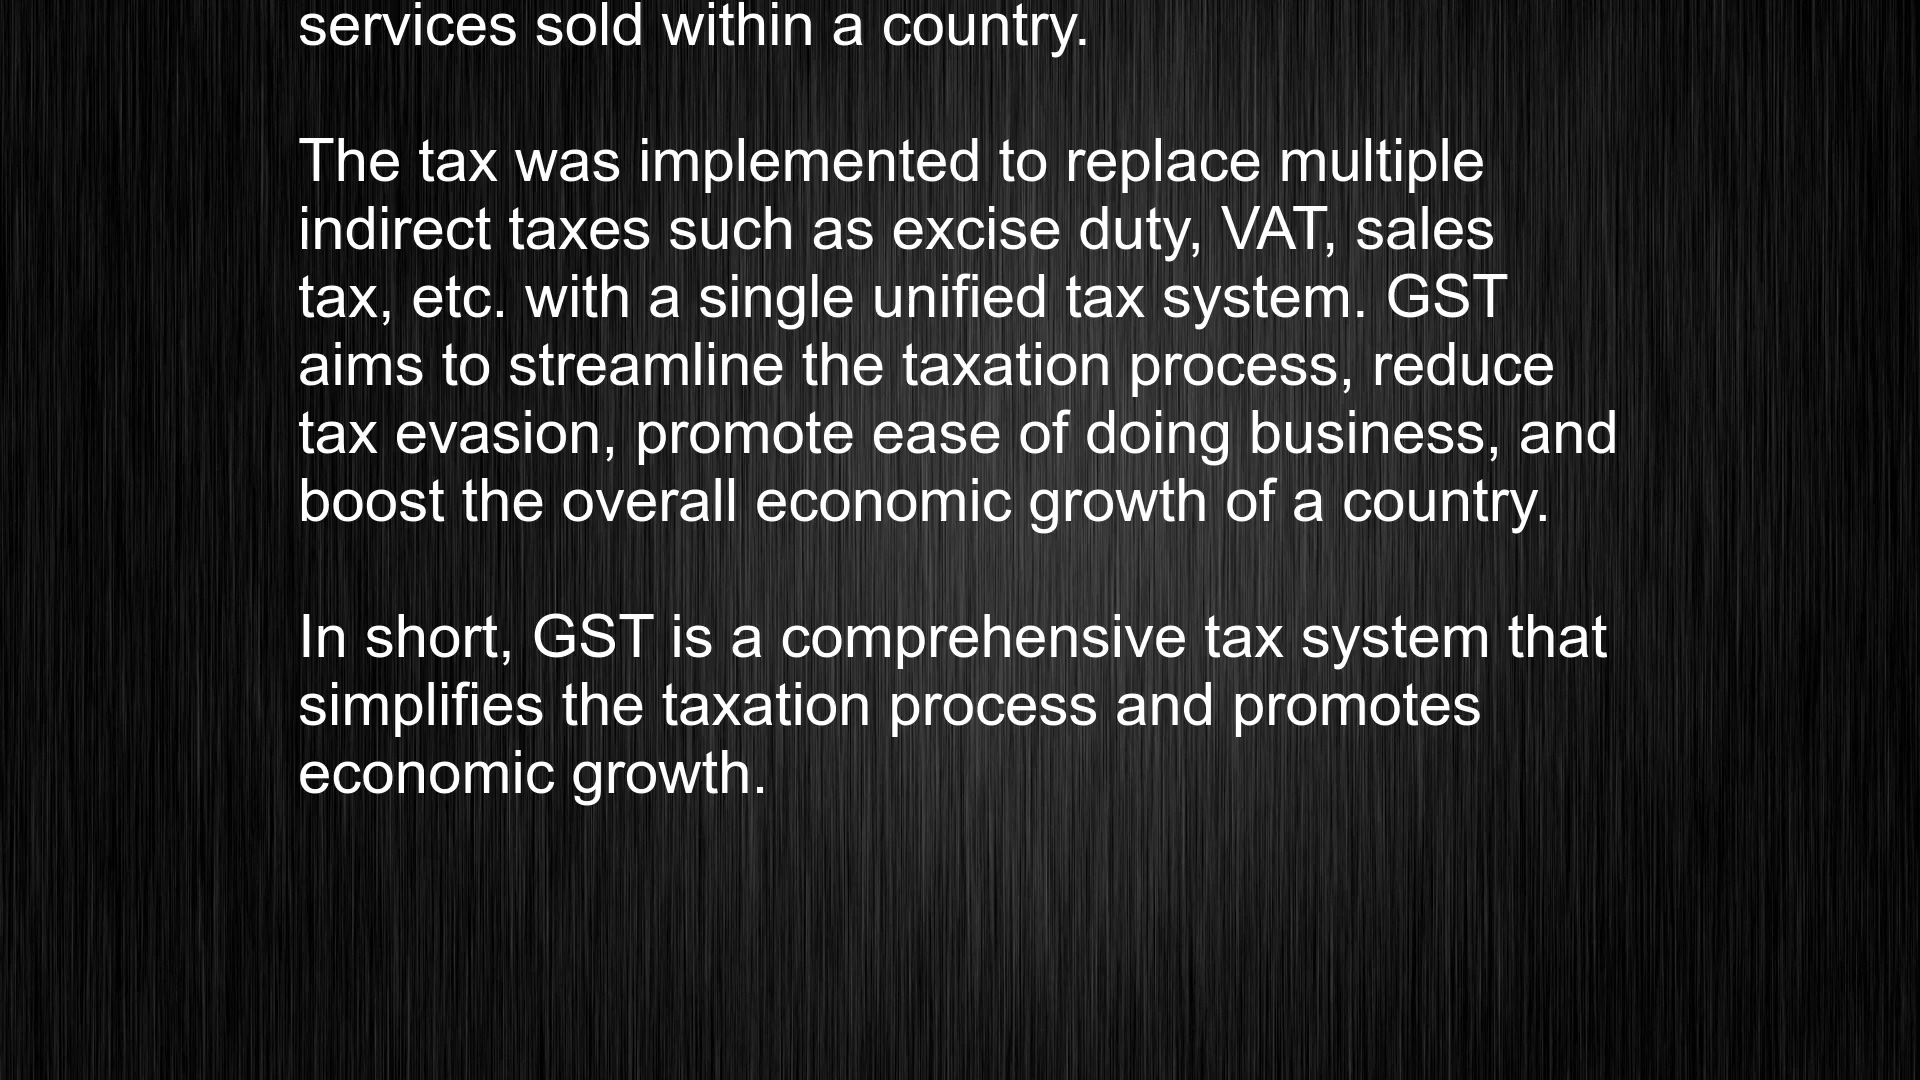 services sold within a country.
The tax was implemented to replace multiple
indirect taxes such as excise duty, VAT, sales
tax, etc. with a single unified tax system. GST
aims to streamline the taxation process, reduce
tax evasion, promote ease of doing business, and
boost the overall economic growth of a country.
In short, GST is a comprehensive tax system that
simplifies the taxation process and promotes
economic growth.